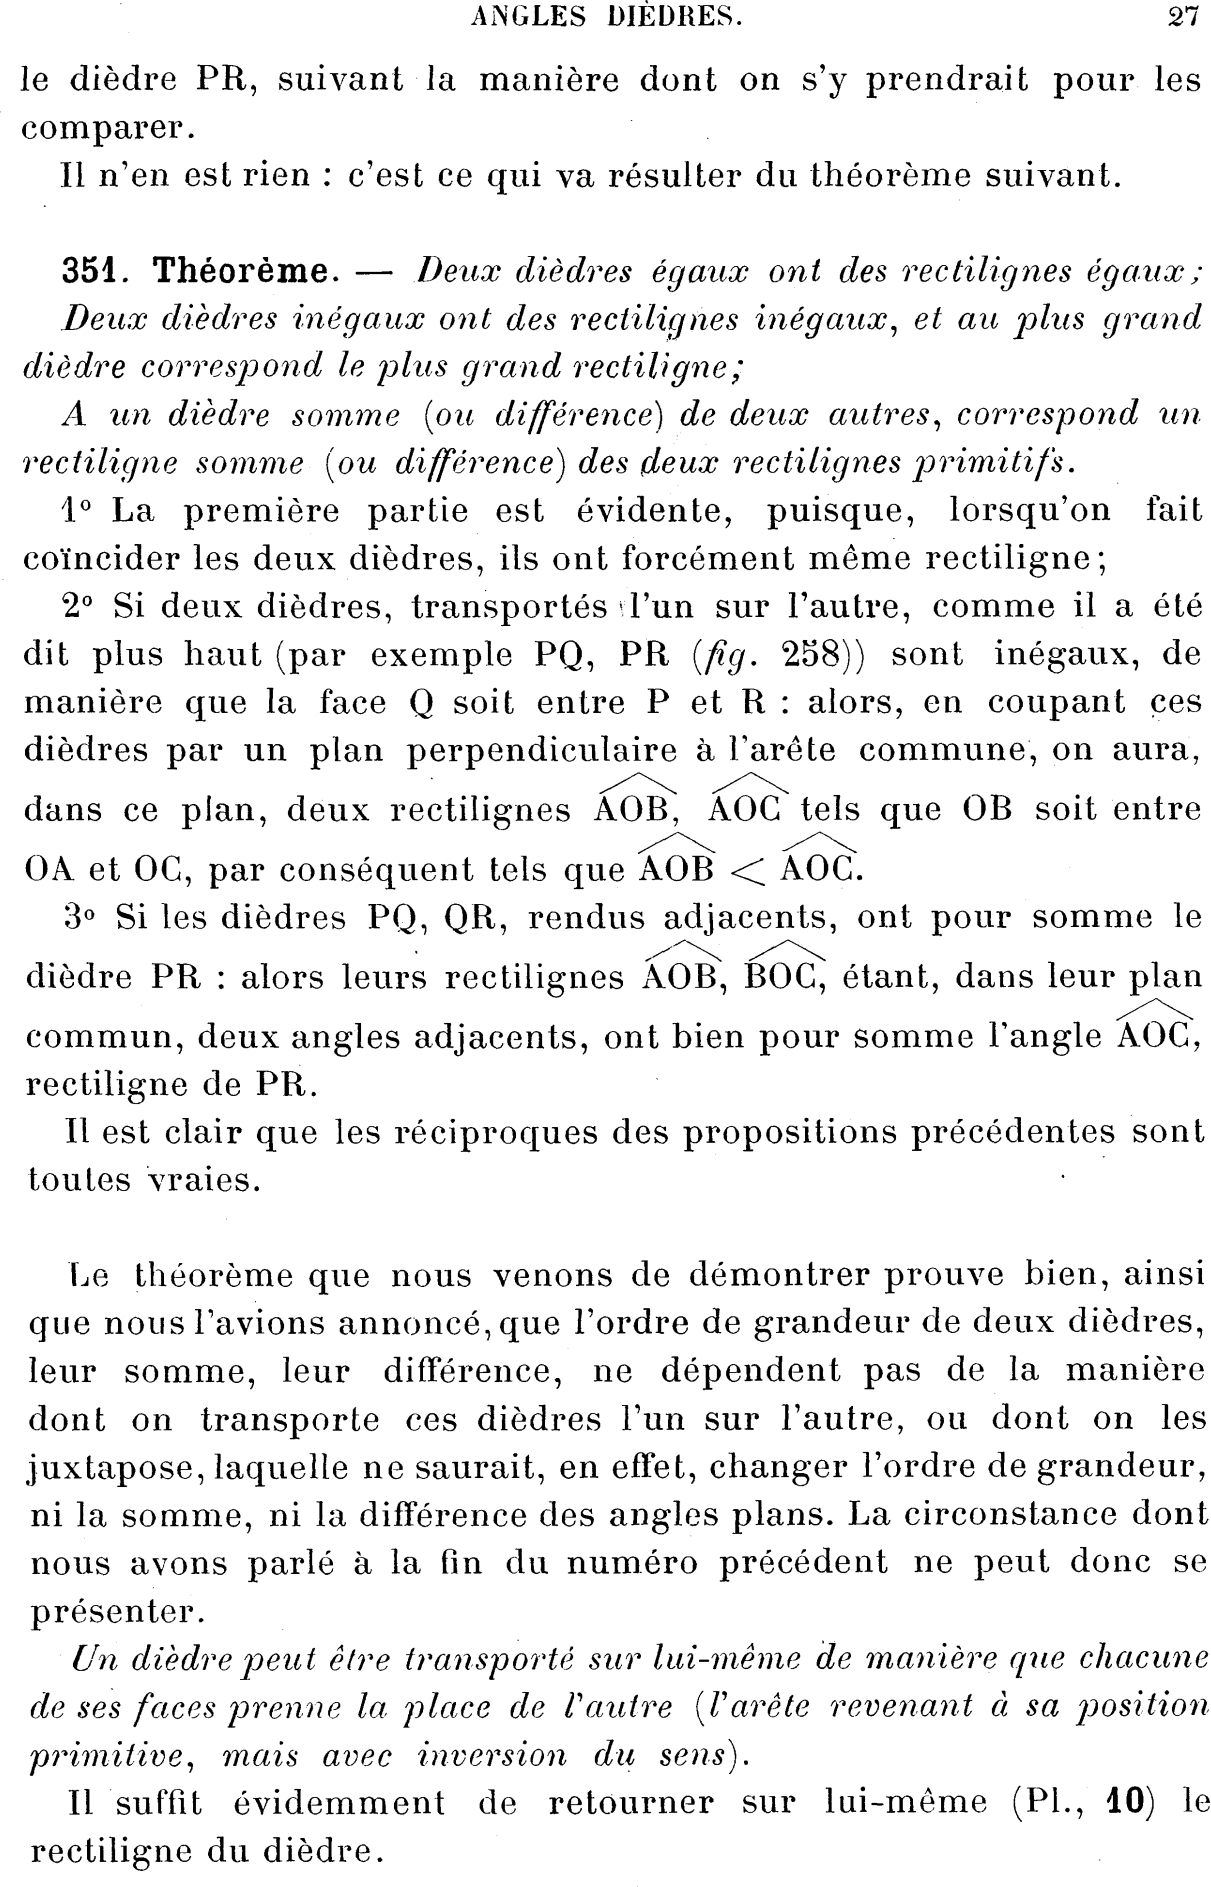 ANGLES DIÈDRES. 27
le dièdre PR, suivant la manière dont on s'y prendrait pour les
comparer.
Il n'en est rien : c'est ce qui va résulter du théorème suivant.
351. Théorème. — Deux dièdres égaux ont des rectilignes égaux ;
Deux dièdres inégaux ont des rectilignes inégaux, et au plus grand
dièdre correspond le plus grand rectiligne ;
A un dièdre somme (ou différence) de deux autres, correspond un
rectiligne somme (ou différence) des deux rectilignes primitifs.
1° La première partie est évidente, puisque, lorsqu'on fait
coïncider les deux dièdres, ils ont forcément même rectiligne ;
2° Si deux dièdres, transportés l'un sur l'autre, comme il a été
dit plus haut (par exemple PQ, PR (fig. 258)) sont inégaux, de
manière que la face Q soit entre P et R : alors, en coupant ces
dièdres par un plan perpendiculaire à l'arête commune, on aura,
dans ce plan, deux rectilignes AOB, AOC tels que OB soit entre
OA et OC, par conséquent tels que AOB < AOC.
3° Si les dièdres PQ, QR, rendus adjacents, ont pour somme le
dièdre PR : alors leurs rectilignes AOB, BOC, étant, dans leur plan
commun, deux angles adjacents, ont bien pour somme l'angle AOC,
rectiligne de PR.
Il est clair que les réciproques des propositions précédentes sont
toutes vraies.
Le théorème que nous venons de démontrer prouve bien, ainsi
que nous l'avions annoncé, que l'ordre de grandeur de deux dièdres,
leur somme, leur différence, ne dépendent pas de la manière
dont on transporte ces dièdres l'un sur l'autre, ou dont on les
juxtapose, laquelle ne saurait, en effet, changer l'ordre de grandeur,
ni la somme, ni la différence des angles plans. La circonstance dont
nous avons parlé à la fin du numéro précédent ne peut donc se
présenter.
Un dièdre peut être transporté sur lui-même de manière que chacune
de ses faces prenne la place de l'autre (l'arête revenant à sa position
primitive, mais avec inversion du sens).
Il suffit évidemment de retourner sur lui-même (Pl., 10) le
rectiligne du dièdre.